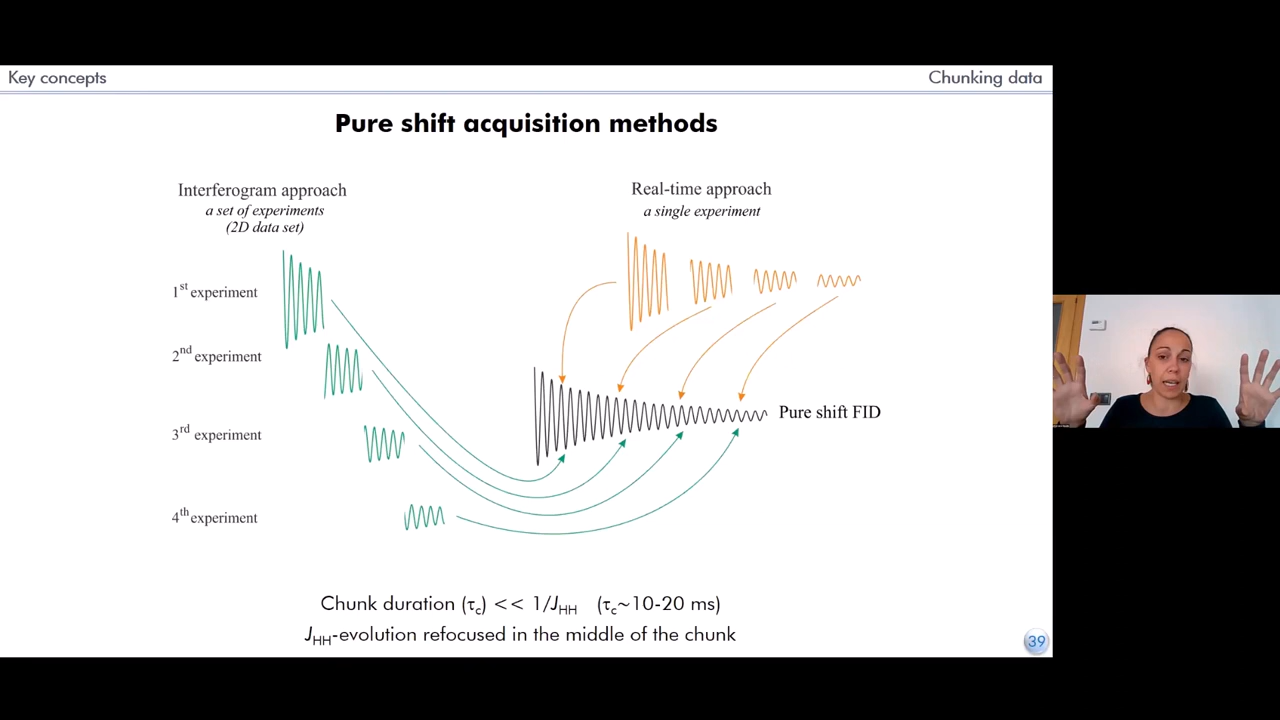 Key concepts
Chunking data
Pure shift acquisition methods
Interferogram approach
a set of experiments
(2D data set)
Real-time approach
a single experiment
1st experiment
2nd experiment
3rd experiment
4th experiment
Pure shift FID
Chunk duration (τc) << 1/JHH (τc~10-20 ms)
JHH-evolution refocused in the middle of the chunk
39